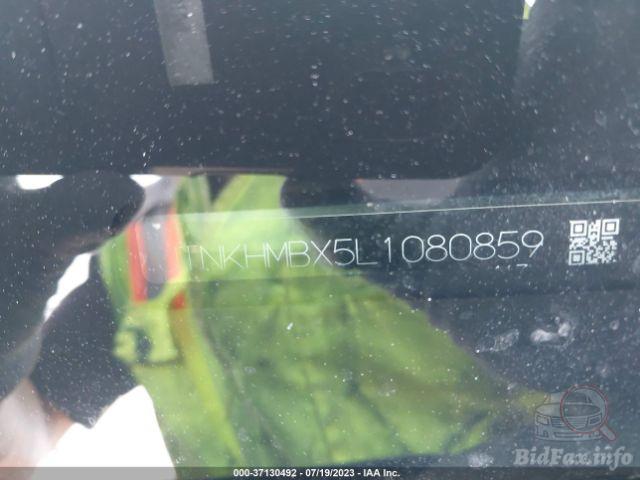 TNKHMBX5L1080859
BidFax.info
000-37130492 - 07/19/2023 - IAA Inc.